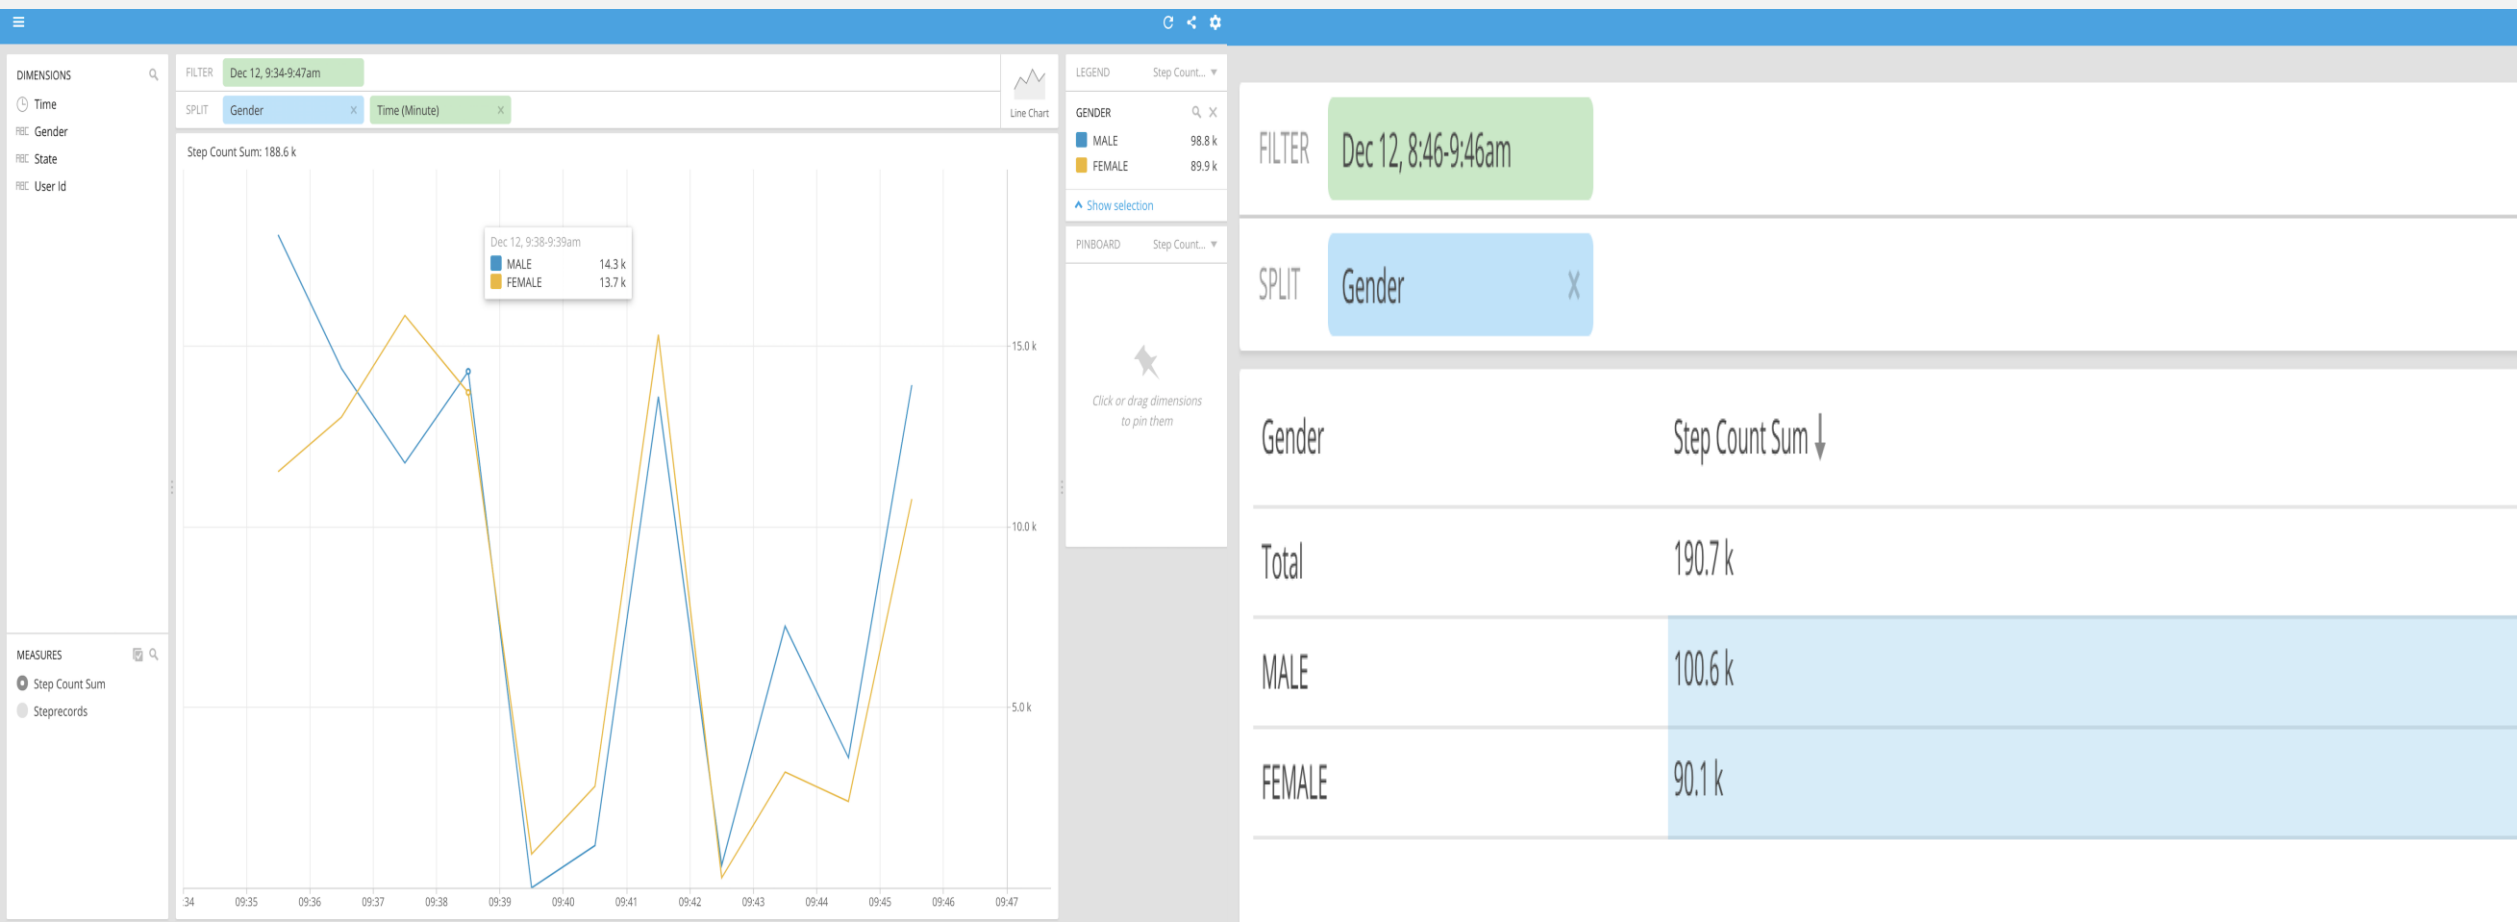 DIMENSIONS
Time
ABC Gender
ABC State
ABC User Id
MEASURES
Step Count Sum
Steprecords
FILTER Dec 12, 9:34-9:47am
SPLIT Gender x Time (Minute) x
Line Chart
Step Count Sum: 188.6 k
Dec 12, 9:38-9:39am
MALE 14.3 k
FEMALE 13.7 k
15.0 k
10.0 k
5.0 k
:34 09:35 09:36 09:37 09:38 09:39 09:40 09:41 09:42 09:43 09:44 09:45 09:46 09:47
LEGEND Step Count...
GENDER
MALE 98.8 k
FEMALE 89.9 k
Show selection
PINBOARD Step Count...
Click or drag dimensions
to pin them
FILTER Dec 12, 8:46-9:46am
SPLIT Gender x
Gender Step Count Sum
Total 190.7 k
MALE 100.6 k
FEMALE 90.1 k